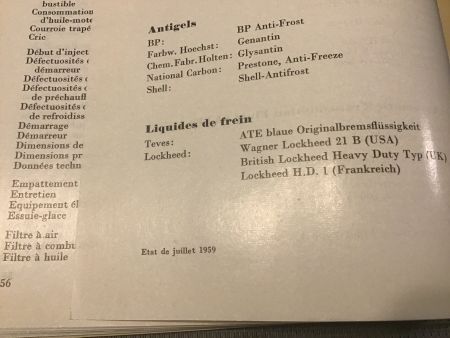 bustible
Consommation
d'huile-mote
Courroie trapé
Cric
Début d'inject
Défectuosités d
démarreur
Défectuosités
Défectuosités d
de préchauff
Défectuosités
de refroidiss
Démarrage
Démarreur
Dimensions de
Dimensions pr
Données techn
Empattement
Entretien
Equipement él
Essuie-glace
Filtre à air
Filtre à combu
Filtre à huile
56
Antigels
BP: BP Anti-Frost
Farbw. Hoechst: Genantin
Chem.Fabr.Holten: Glysantin
National Carbon: Prestone, Anti-Freeze
Shell: Shell-Antifrost
Liquides de frein
Teves: ATE blaue Originalbremsflüssigkeit
Lockheed: Wagner Lockheed 21 B (USA)
British Lockheed Heavy Duty Typ (UK)
Lockheed H.D. 1 (Frankreich)
Etat de juillet 1959